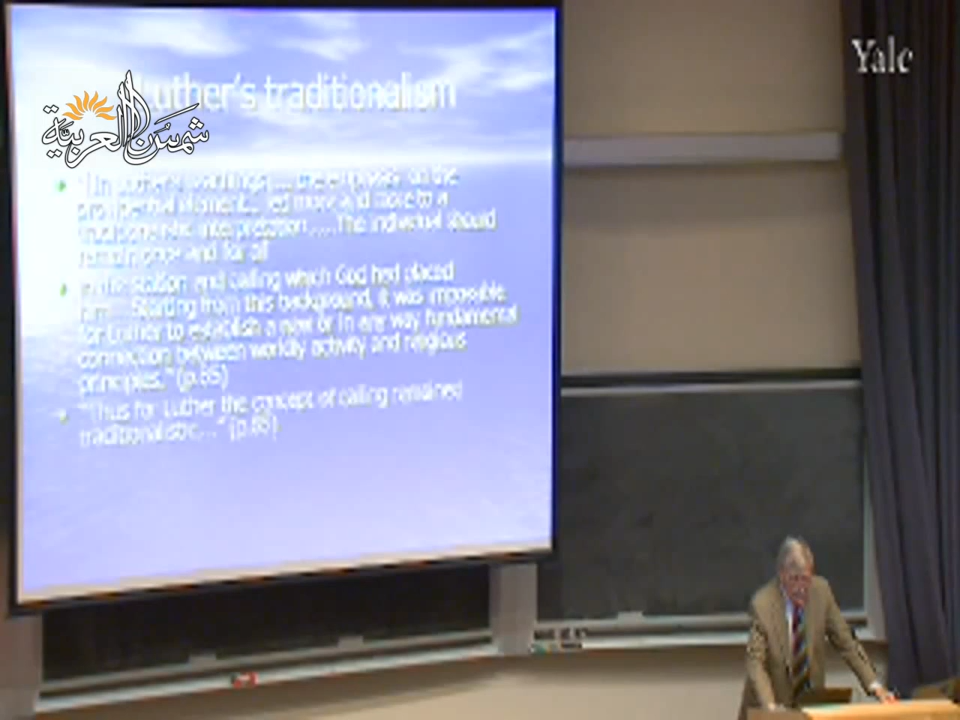 Yale
شمس العربية
Luther's traditionalism
"In Luther's writings ... the emphasis on the
providential moment... led more and more to a
traditionalistic interpretation ....The individual should
remain once and for all
in the station and calling which God had placed
him... Starting from this background, it was impossible
for Luther to establish a new or in any way fundamental
connection between worldly activity and religious
principles." (p.85)
"Thus for Luther the concept of calling remained
traditionalistic..." (p.85)